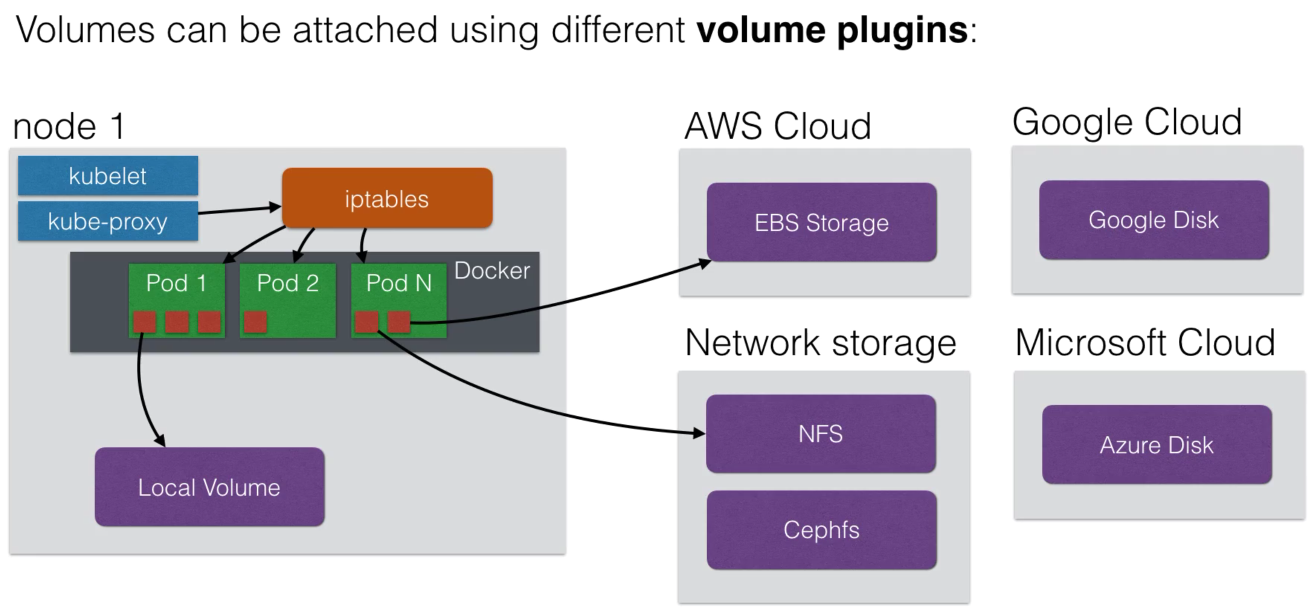 Volumes can be attached using different volume plugins:
node 1
kubelet
kube-proxy
iptables
Docker
Pod 1
Pod 2
Pod N
Local Volume
AWS Cloud
EBS Storage
Google Cloud
Google Disk
Network storage
NFS
Cephfs
Microsoft Cloud
Azure Disk